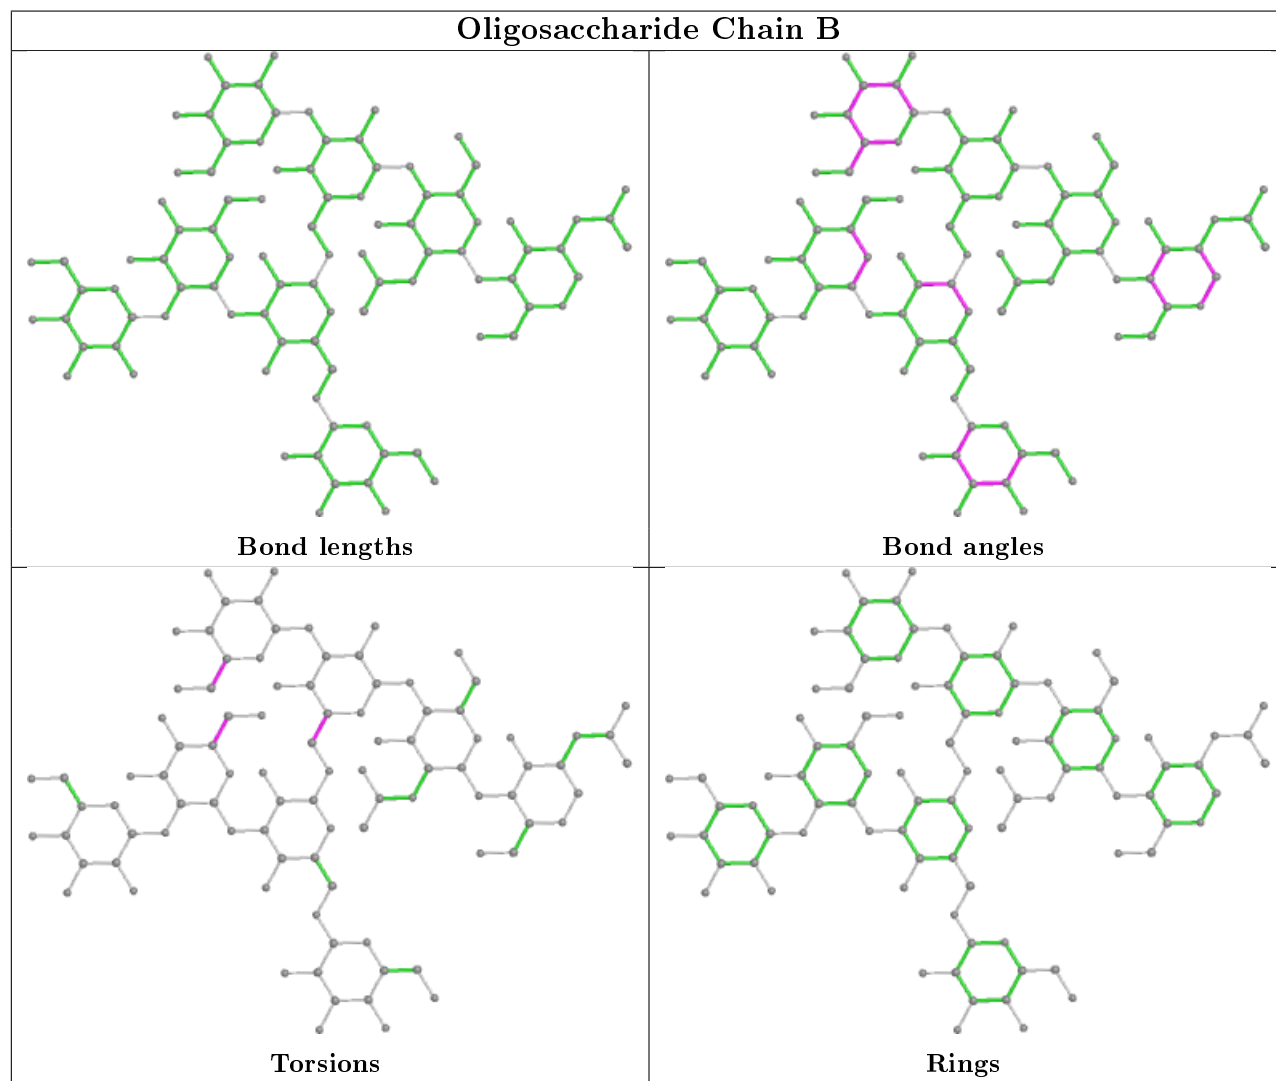 Oligosaccharide Chain B
Bond lengths
Bond angles
Torsions
Rings